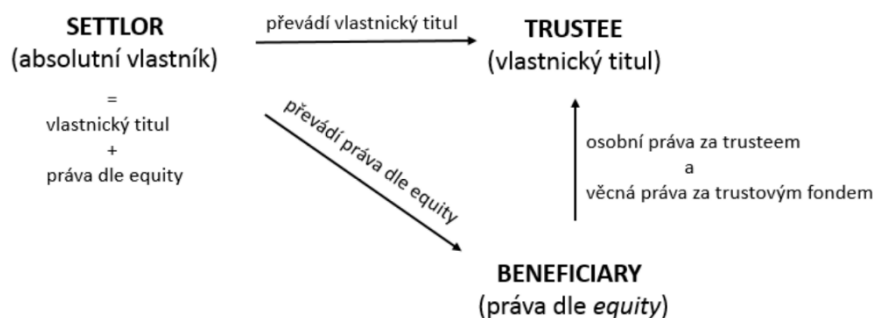 SETTLOR
(absolutní vlastník)
=
vlastnický titul
+
práva dle equity
převádí vlastnický titul
TRUSTEE
(vlastnický titul)
převádí práva dle equity
osobní práva za trusteem
a
věcná práva za trustovým fondem
BENEFICIARY
(práva dle equity)